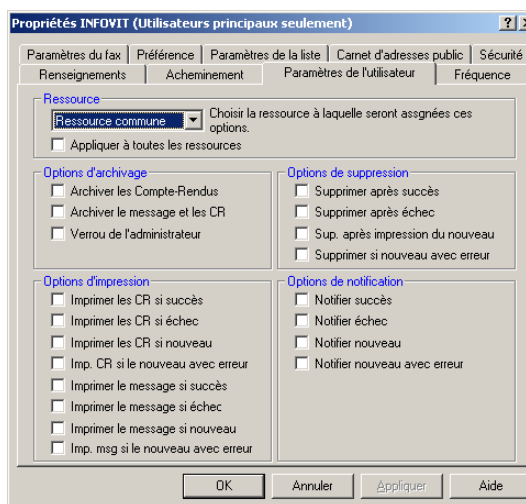 Propriétés INFOVIT (Utilisateurs principaux seulement)
Paramètres du fax Préférence Paramètres de la liste Carnet d'adresses public Sécurité
Renseignements Acheminement Paramètres de l'utilisateur Fréquence
Ressource
Ressource commune
Choisir la ressource à laquelle seront assgnées ces
options.
Appliquer à toutes les ressources
Options d'archivage
Archiver les Compte-Rendus
Archiver le message et les CR
Verrou de l'administrateur
Options de suppression
Supprimer après succès
Supprimer après échec
Sup. après impression du nouveau
Supprimer si nouveau avec erreur
Options d'impression
Imprimer les CR si succès
Imprimer les CR si échec
Imprimer les CR si nouveau
Imp. CR si le nouveau avec erreur
Imprimer le message si succès
Imprimer le message si échec
Imprimer le message si nouveau
Imp. msg si le nouveau avec erreur
Options de notification
Notifier succès
Notifier échec
Notifier nouveau
Notifier nouveau avec erreur
OK Annuler Appliquer Aide